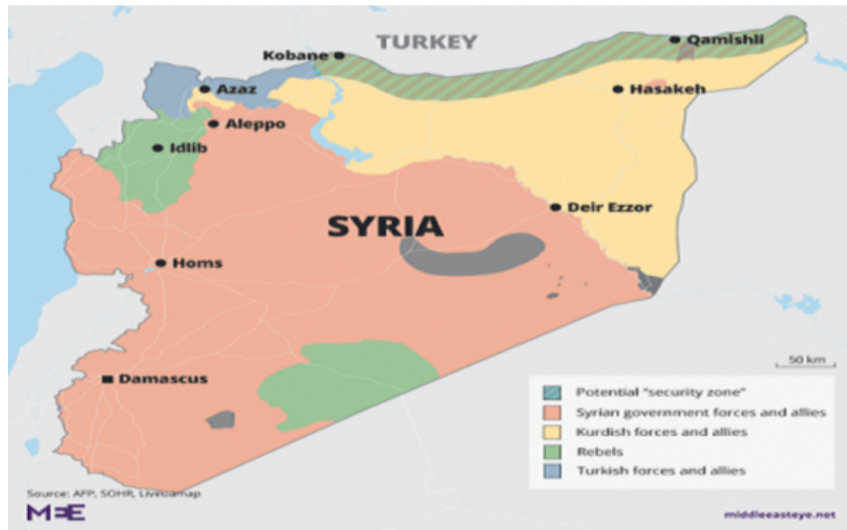 TURKEY
Kobane
Qamishli
Azaz
Hasakeh
Aleppo
Idlib
SYRIA
Deir Ezzor
Homs
Damascus
50 km
Potential "security zone"
Syrian government forces and allies
Kurdish forces and allies
Rebels
Turkish forces and allies
Source: AFP, SOHR, Liveuamap
MEE
middleeasteye.net